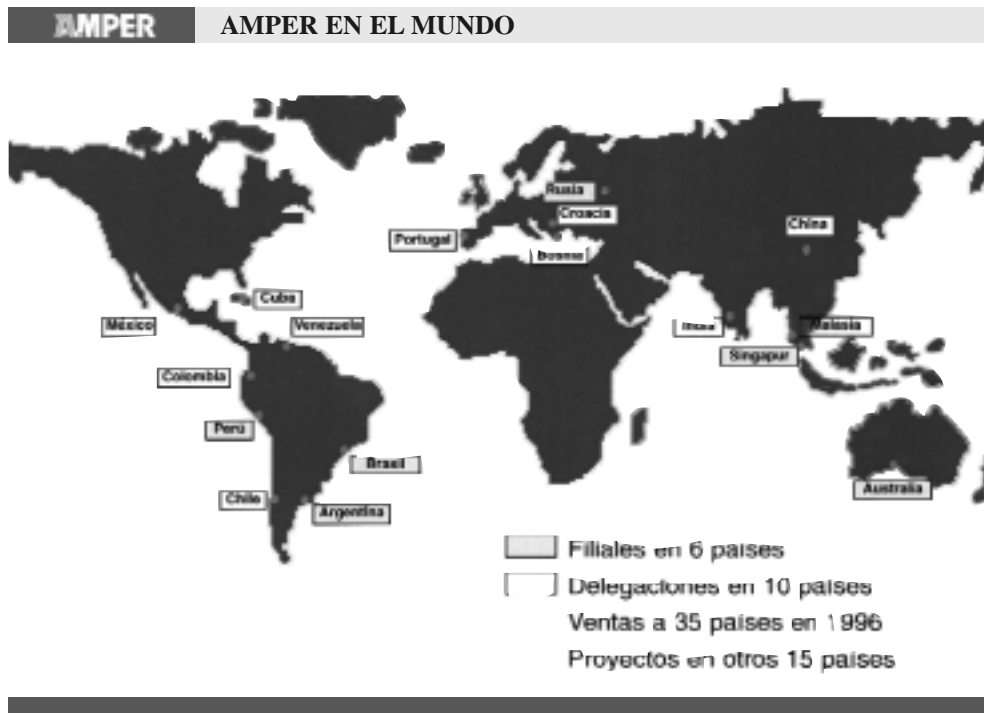 AMPER AMPER EN EL MUNDO
Rusia
Croacia
China
Portugal
Bosnia
Cuba
México
Venezuela
India
Malasia
Singapur
Colombia
Perú
Brasil
Australia
Chile
Argentina
Filiales en 6 países
Delegaciones en 10 países
Ventas a 35 países en 1996
Proyectos en otros 15 países